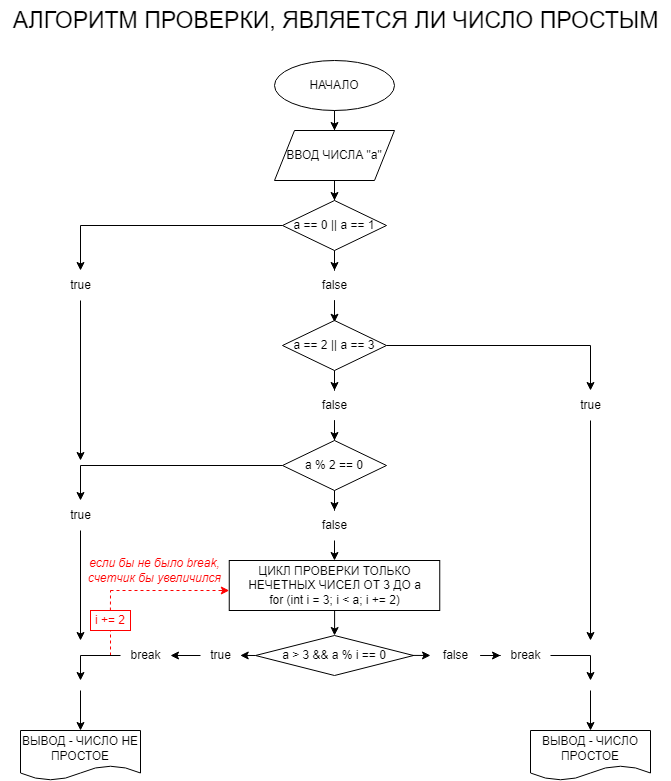 АЛГОРИТМ ПРОВЕРКИ, ЯВЛЯЕТСЯ ЛИ ЧИСЛО ПРОСТЫМ
НАЧАЛО
ВВОД ЧИСЛА "a"
a == 0 || a == 1
true
false
a == 2 || a == 3
false
true
a % 2 == 0
true
false
если бы не было break,
счетчик бы увеличился
ЦИКЛ ПРОВЕРКИ ТОЛЬКО
НЕЧЕТНЫХ ЧИСЕЛ ОТ 3 ДО a
for (int i = 3; i < a; i += 2)
i += 2
break
true
a > 3 && a % i == 0
false
break
ВЫВОД - ЧИСЛО НЕ
ПРОСТОЕ
ВЫВОД - ЧИСЛО
ПРОСТОЕ